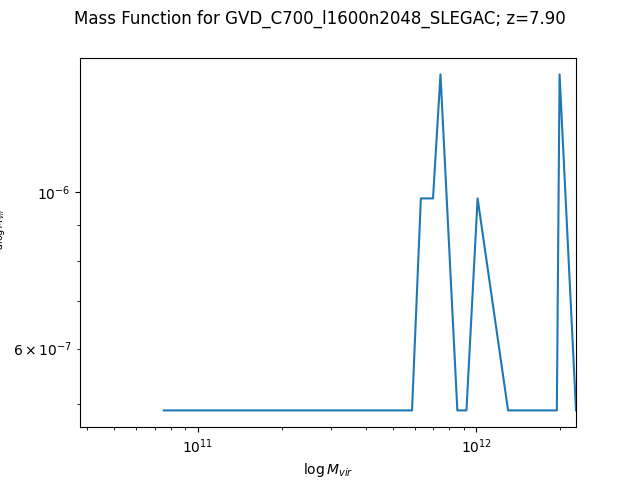 Mass Function for GVD_C700_l1600n2048_SLEGAC; z=7.90
10⁻⁶
6 × 10⁻⁷
10¹¹
10¹²
log M_vir